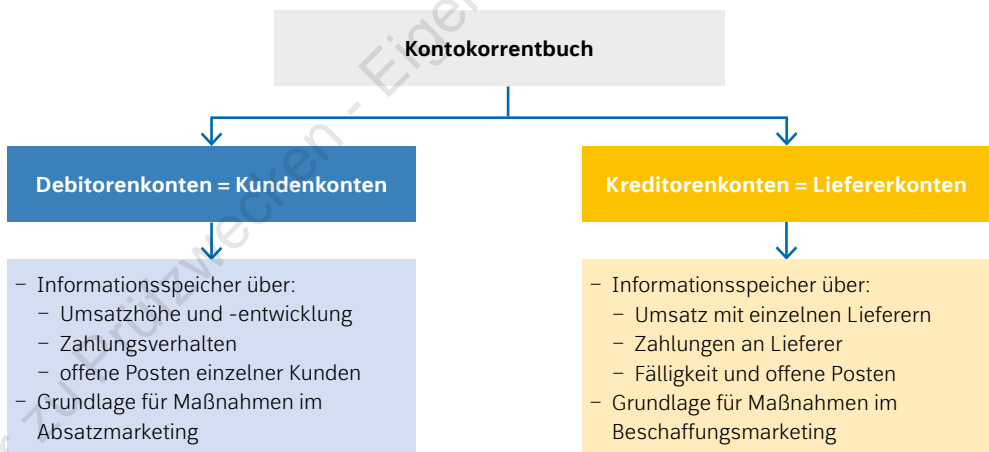 Kontokorrentbuch
Debitorenkonten = Kundenkonten
– Informationsspeicher über:
– Umsatzhöhe und -entwicklung
– Zahlungsverhalten
– offene Posten einzelner Kunden
– Grundlage für Maßnahmen im
Absatzmarketing
Kreditorenkonten = Liefererkonten
– Informationsspeicher über:
– Umsatz mit einzelnen Lieferern
– Zahlungen an Lieferer
– Fälligkeit und offene Posten
– Grundlage für Maßnahmen im
Beschaffungsmarketing
zu Prüfzwecken -